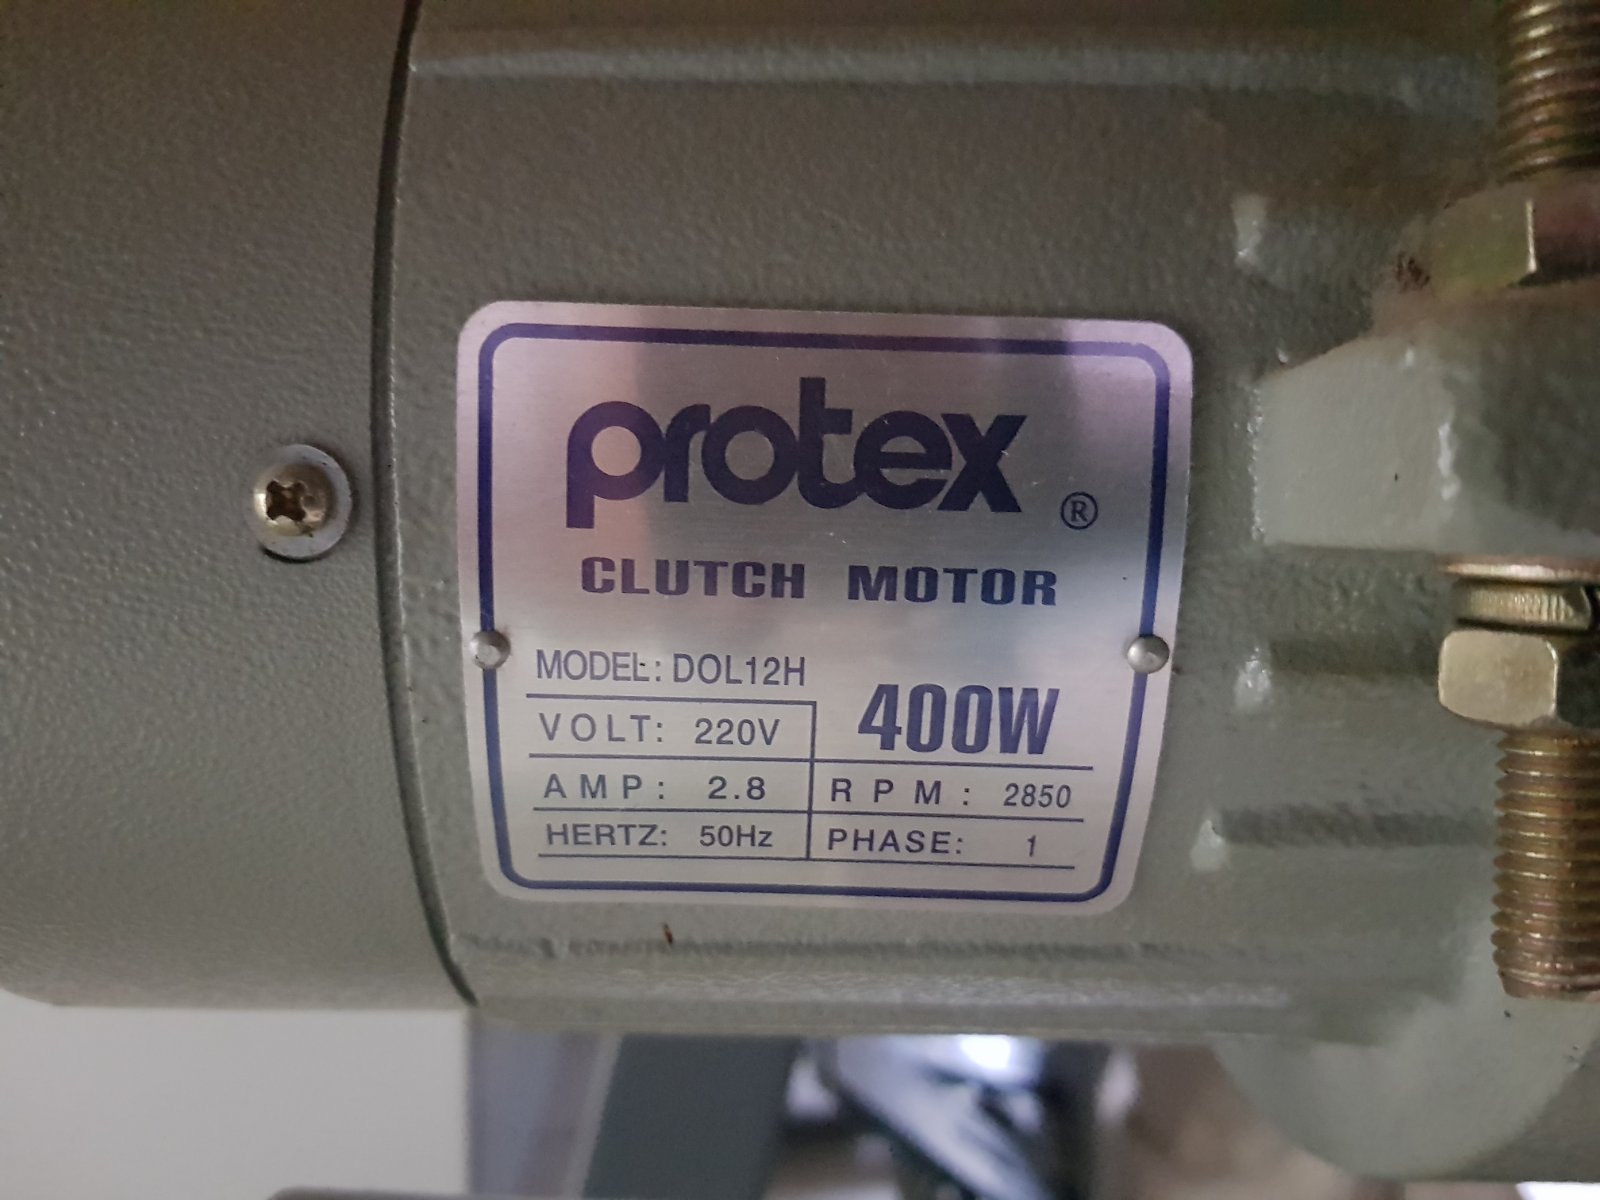 protex ®
CLUTCH MOTOR
MODEL: DOL12H
400W
VOLT: 220V
AMP: 2.8
RPM: 2850
HERTZ: 50Hz
PHASE: 1